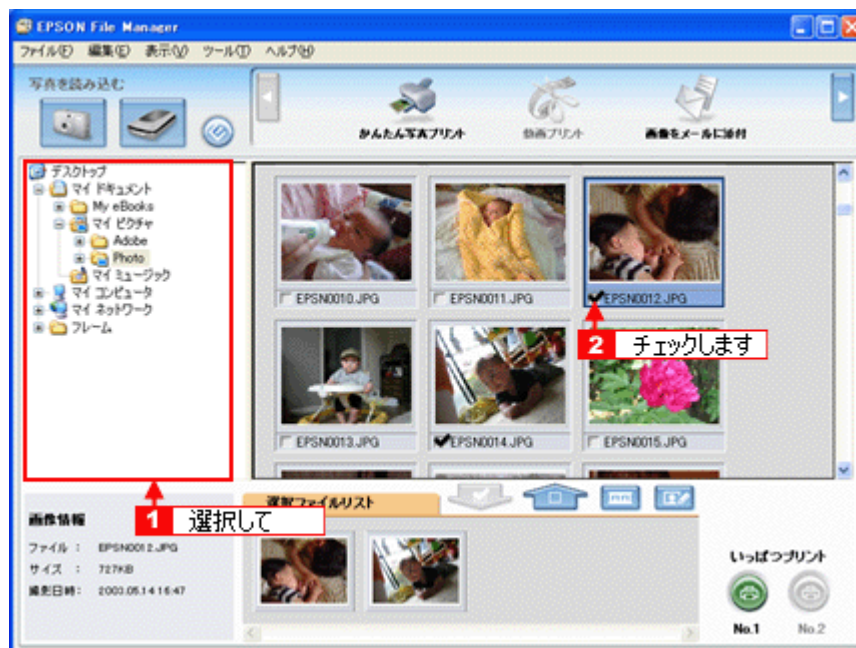 EPSON File Manager
ファイル(F) 編集(E) 表示(V) ツール(T) ヘルプ(H)
写真を読み込む
かんたん写真プリント 動画プリント 画像をメールに添付
デスクトップ
マイ ドキュメント
My eBooks
マイ ピクチャ
Adobe
Photo
マイ ミュージック
マイ コンピュータ
マイ ネットワーク
フレーム
EPSN0010.JPG EPSN0011.JPG EPSN0012.JPG
2 チェックします
EPSN0013.JPG EPSN0014.JPG EPSN0015.JPG
選択ファイルリスト
1 選択して
画像情報
ファイル : EPSN0012.JPG
サイズ : 727KB
撮影日時: 2003.05.14 16:47
いっぱつプリント
No.1 No.2